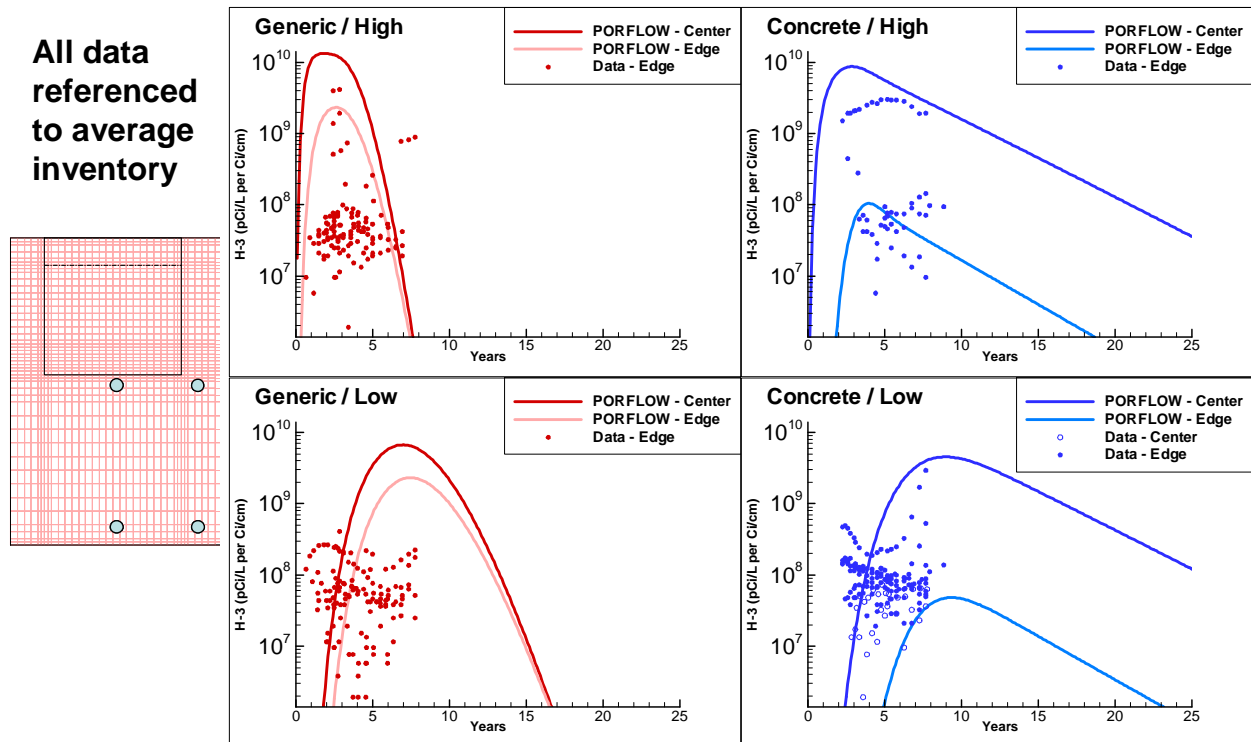 All data
referenced
to average
inventory
Generic / High
PORFLOW - Center
PORFLOW - Edge
Data - Edge
H-3 (pCi/L per Ci/cm)
10^10
10^9
10^8
10^7
0 5 10 15 20 25
Years
Concrete / High
PORFLOW - Center
PORFLOW - Edge
Data - Edge
H-3 (pCi/L per Ci/cm)
10^10
10^9
10^8
10^7
0 5 10 15 20 25
Years
Generic / Low
PORFLOW - Center
PORFLOW - Edge
Data - Edge
H-3 (pCi/L per Ci/cm)
10^10
10^9
10^8
10^7
0 5 10 15 20 25
Years
Concrete / Low
PORFLOW - Center
PORFLOW - Edge
Data - Center
Data - Edge
H-3 (pCi/L per Ci/cm)
10^10
10^9
10^8
10^7
0 5 10 15 20 25
Years